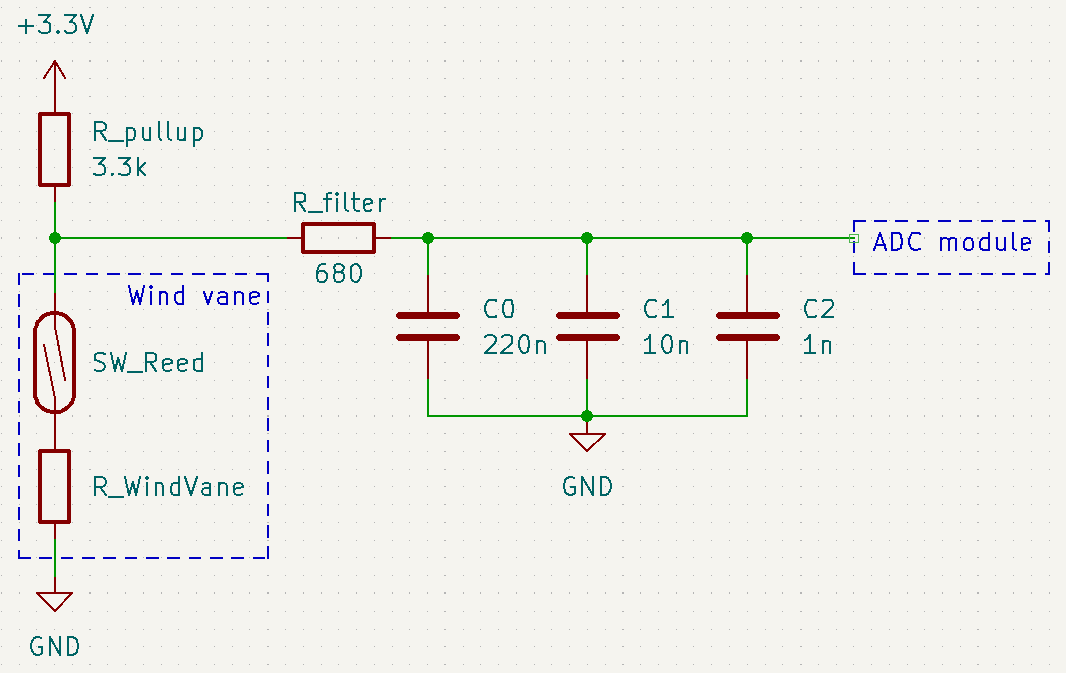 +3.3V
R_pullup
3.3k
R_filter
680
ADC module
Wind vane
SW_Reed
C0
220n
C1
10n
C2
1n
R_WindVane
GND
GND